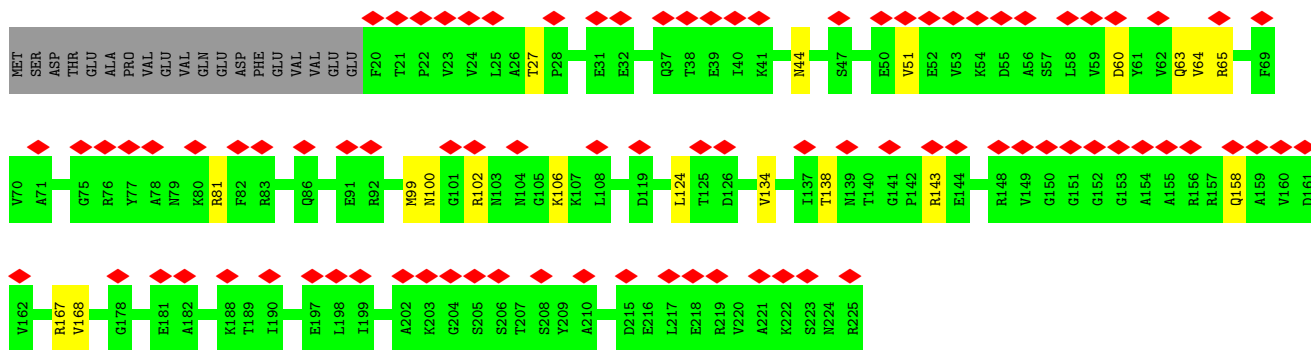 MET SER ASP THR GLU ALA PRO VAL GLU VAL GLN GLU ASP PHE GLU VAL VAL GLU GLU F20 T21 P22 V23 V24 L25 A26 T27 P28 E31 E32 Q37 T38 E39 I40 K41 N44 S47 E50 V51 E52 V53 K54 D55 A56 S57 L58 V59 D60 Y61 V62 Q63 V64 R65 F69
V70 A71 G75 R76 Y77 A78 N79 K80 R81 F82 R83 Q86 E91 R92 M99 N100 G101 R102 N103 N104 G105 K106 K107 L108 D119 L124 T125 D126 V134 I137 T138 N139 T140 G141 P142 R143 E144 R148 V149 G150 G151 G152 G153 A154 A155 R156 R157 Q158 A159 V160 D161
V162 R167 V168 G178 E181 A182 K188 T189 I190 E197 L198 I199 A202 K203 G204 S205 S206 T207 S208 Y209 A210 D215 E216 L217 E218 R219 V220 A221 K222 S223 N224 R225